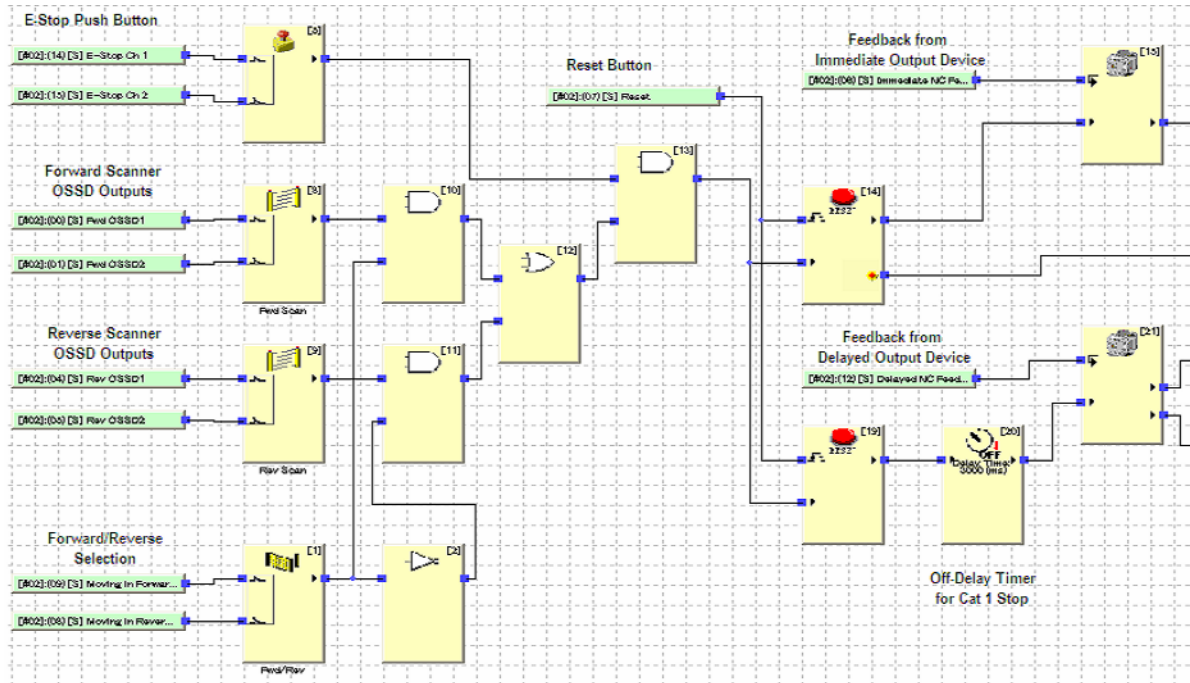 E-Stop Push Button
[#02]:(14) [S] E-Stop Ch 1
[#02]:(15) [S] E-Stop Ch 2
[5]
Forward Scanner
OSSD Outputs
[#02]:(00) [S] Fwd OSSD1
[#02]:(01) [S] Fwd OSSD2
[8]
Fwd Scan
Reverse Scanner
OSSD Outputs
[#02]:(04) [S] Rev OSSD1
[#02]:(05) [S] Rev OSSD2
[9]
Rev Scan
Forward/Reverse
Selection
[#02]:(09) [S] Moving In Forwar...
[#02]:(08) [S] Moving In Rever...
[1]
Fwd/Rev
[2]
[10]
[11]
[12]
[13]
Reset Button
[#02]:(07) [S] Reset
[14]
Feedback from
Immediate Output Device
[#02]:(06) [S] Immediate NC Fe...
[15]
Feedback from
Delayed Output Device
[#02]:(12) [S] Delayed NC Feed...
[19]
[20]
OFF
Delay Time:
3000 (ms)
[21]
Off-Delay Timer
for Cat 1 Stop